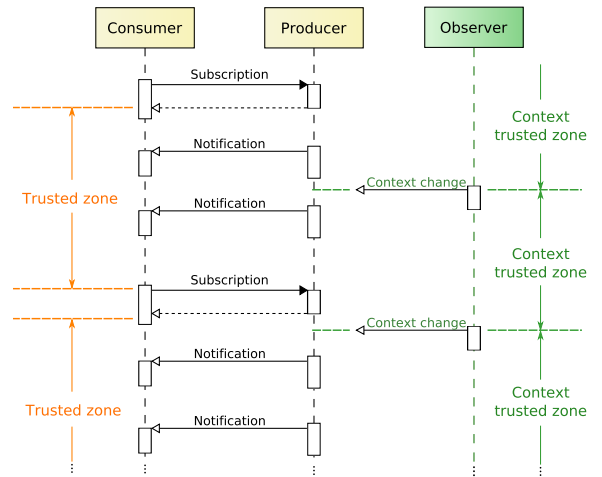 Consumer
Producer
Observer
Subscription
Context
trusted zone
Notification
Context change
Trusted zone
Notification
Context
trusted zone
Subscription
Context change
Notification
Context
trusted zone
Trusted zone
Notification